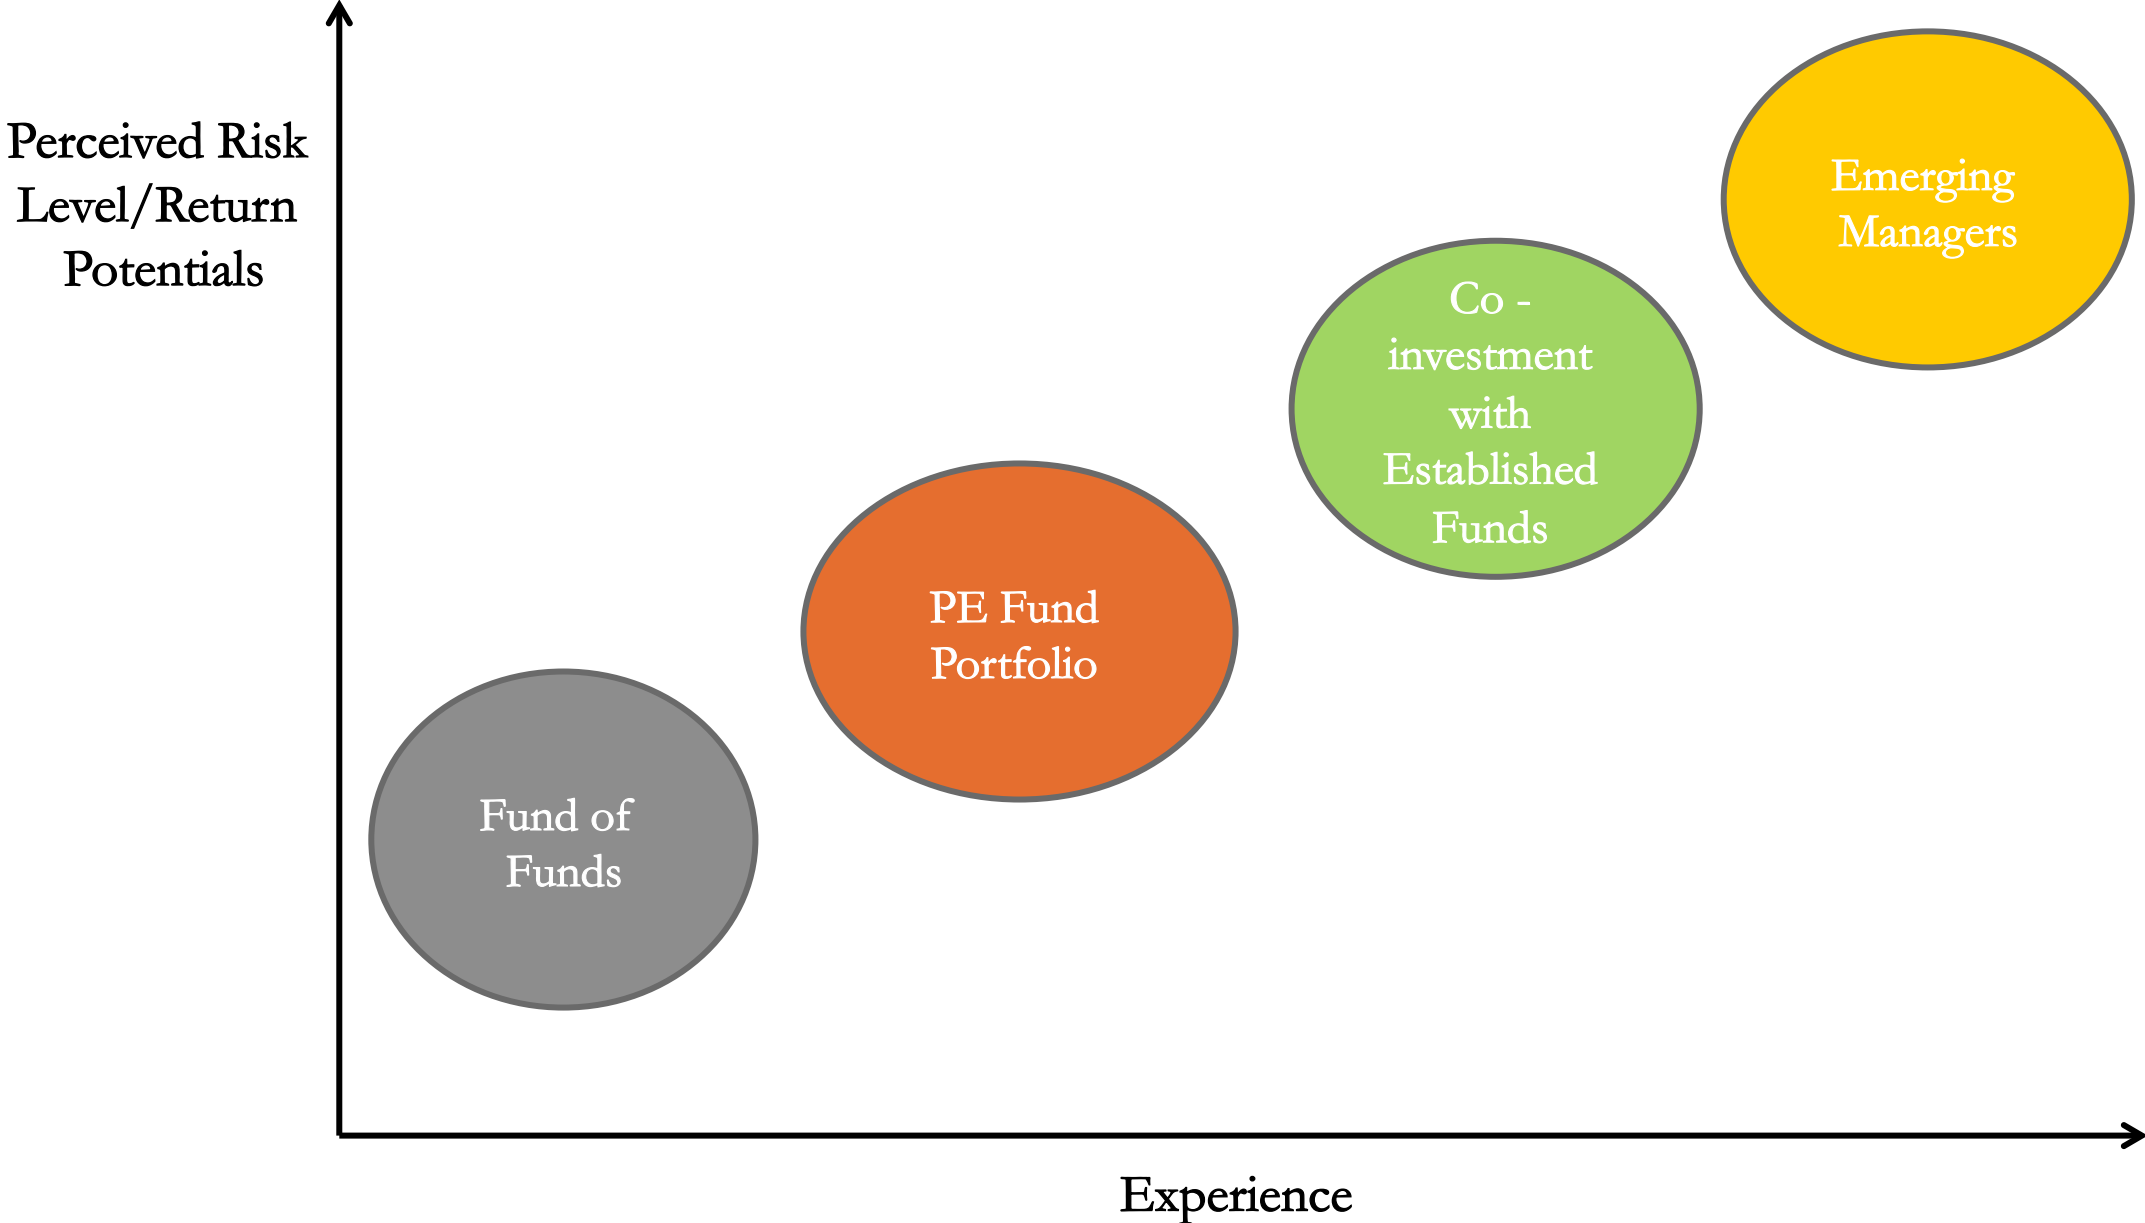 Perceived Risk
Level/Return
Potentials
Emerging
Managers
Co -
investment
with
Established
Funds
PE Fund
Portfolio
Fund of
Funds
Experience